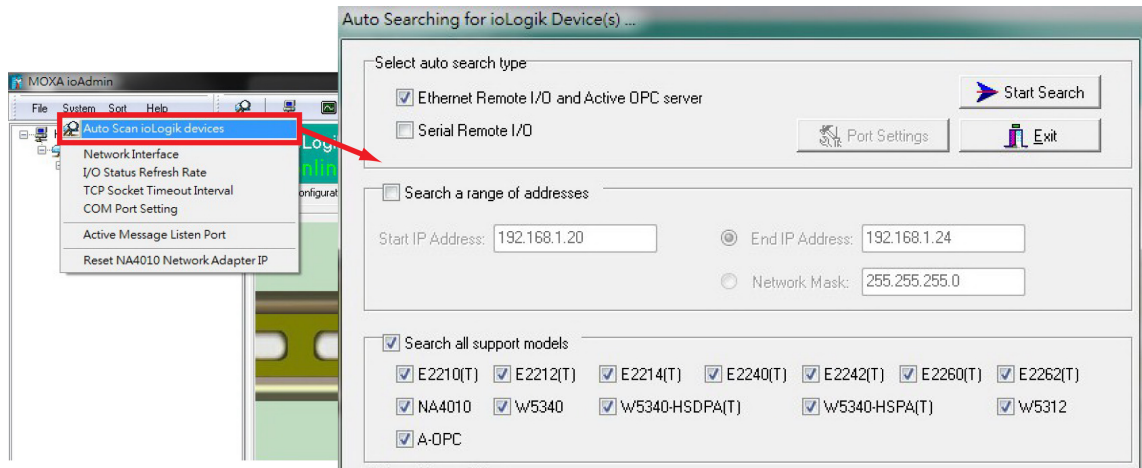 Auto Searching for ioLogik Device(s) ...
MOXA ioAdmin
File System Sort Help
Auto Scan ioLogik devices
Network Interface
I/O Status Refresh Rate
TCP Socket Timeout Interval
COM Port Setting
Active Message Listen Port
Reset NA4010 Network Adapter IP
Select auto search type
Ethernet Remote I/O and Active OPC server
Start Search
Serial Remote I/O
Port Settings
Exit
Search a range of addresses
Start IP Address: 192.168.1.20
End IP Address: 192.168.1.24
Network Mask: 255.255.255.0
Search all support models
E2210(T) E2212(T) E2214(T) E2240(T) E2242(T) E2260(T) E2262(T)
NA4010 W5340 W5340-HSDPA(T) W5340-HSPA(T) W5312
A-OPC